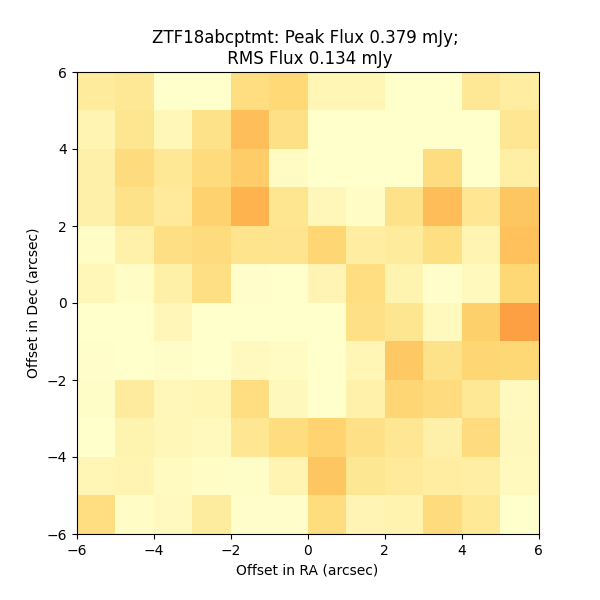 ZTF18abcptmt: Peak Flux 0.379 mJy;
RMS Flux 0.134 mJy
6
4
2
0
−2
−4
−6
Offset in Dec (arcsec)
−6 −4 −2 0 2 4 6
Offset in RA (arcsec)